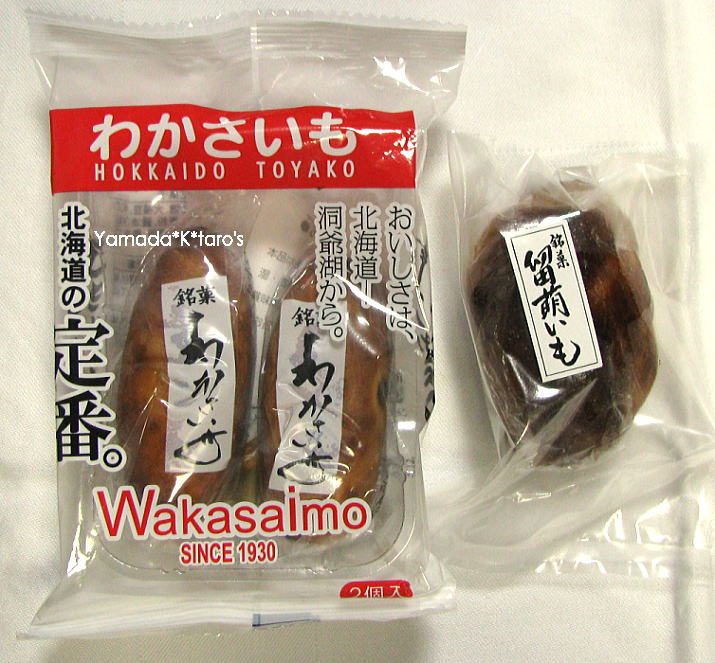 わかさいも
HOKKAIDO TOYAKO
Yamada*K*taro's
おいしさは、
北海道
洞爺湖から。
北海道の
定番。
銘菓
わかさいも
銘菓
わかさいも
Wakasaimo
SINCE 1930
2個入
銘菓
留萌いも